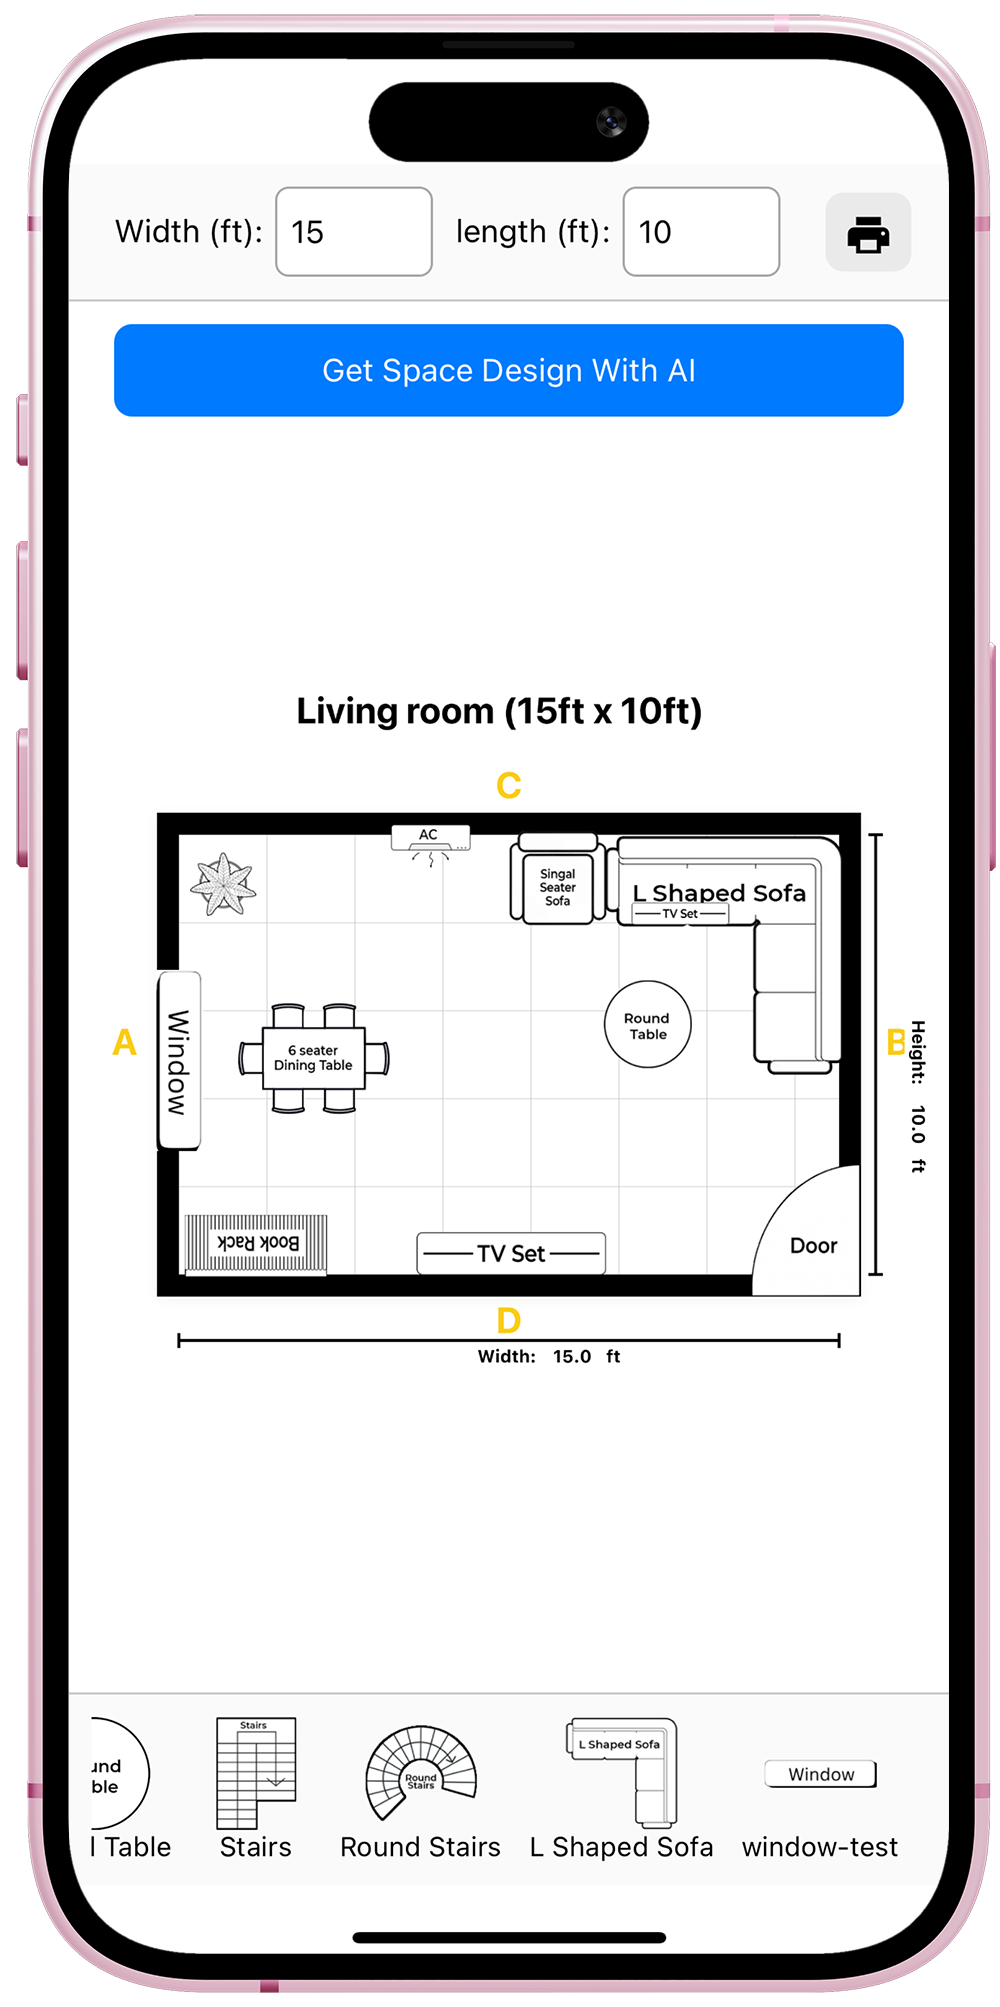 Width (ft): 15 length (ft): 10
Get Space Design With AI
Living room (15ft x 10ft)
C
AC
Singal
Seater
Sofa
L Shaped Sofa
TV Set
A
Window
6 seater
Dining Table
Round
Table
B
Height: 10.0 ft
Book Rack
TV Set
Door
D
Width: 15.0 ft
und
ble
l Table
Stairs
Stairs
Round
Stairs
Round Stairs
L Shaped Sofa
L Shaped Sofa
Window
window-test